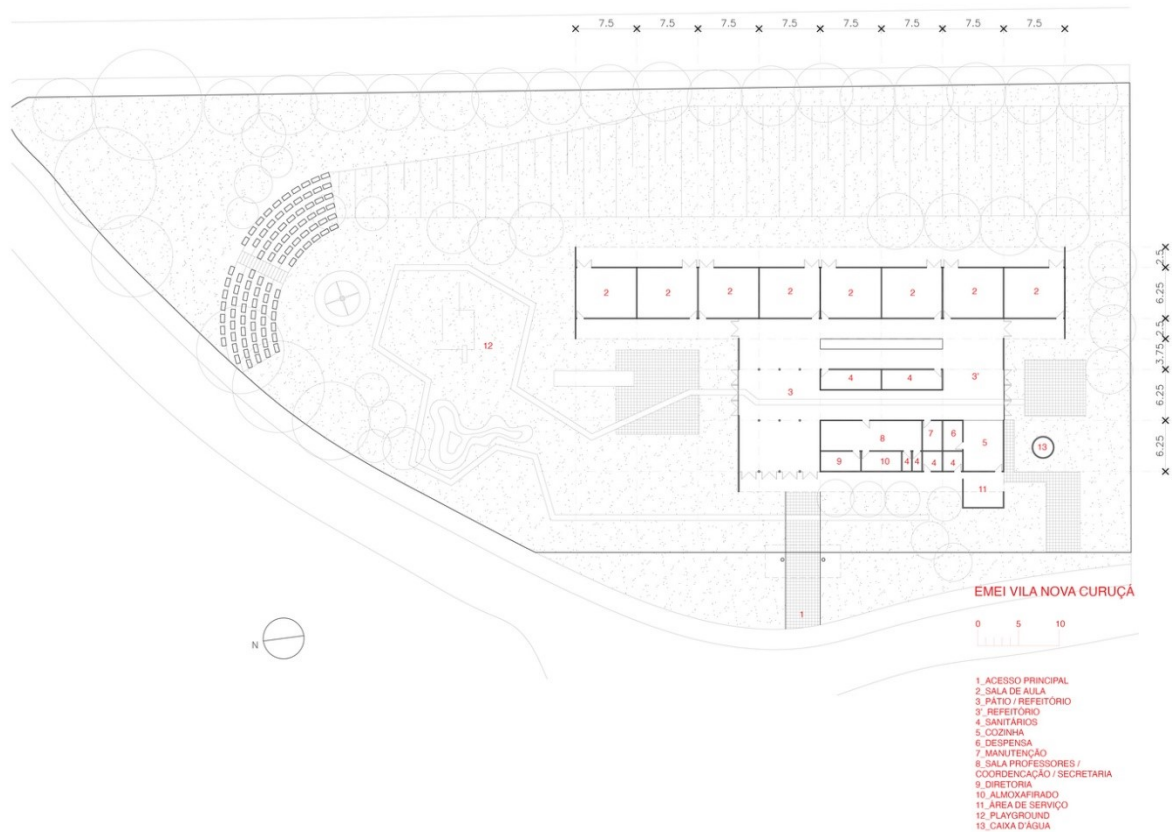 7.5 7.5 7.5 7.5 7.5 7.5 7.5 7.5
2.5
6.25
2.5
3.75
6.25
6.25
2 2 2 2 2 2 2 2
12
3
4 4
3'
8
7
6
5
9
10
4
4
4
4
11
13
1
N
EMEI VILA NOVA CURUÇÁ
0 5 10
1_ACESSO PRINCIPAL
2_SALA DE AULA
3_PÁTIO / REFEITÓRIO
3'_REFEITÓRIO
4_SANITÁRIOS
5_COZINHA
6_DESPENSA
7_MANUTENÇÃO
8_SALA PROFESSORES /
COORDENCAÇÃO / SECRETARIA
9_DIRETORIA
10_ALMOXAFIRADO
11_ÁREA DE SERVIÇO
12_PLAYGROUND
13_CAIXA D'ÁGUA